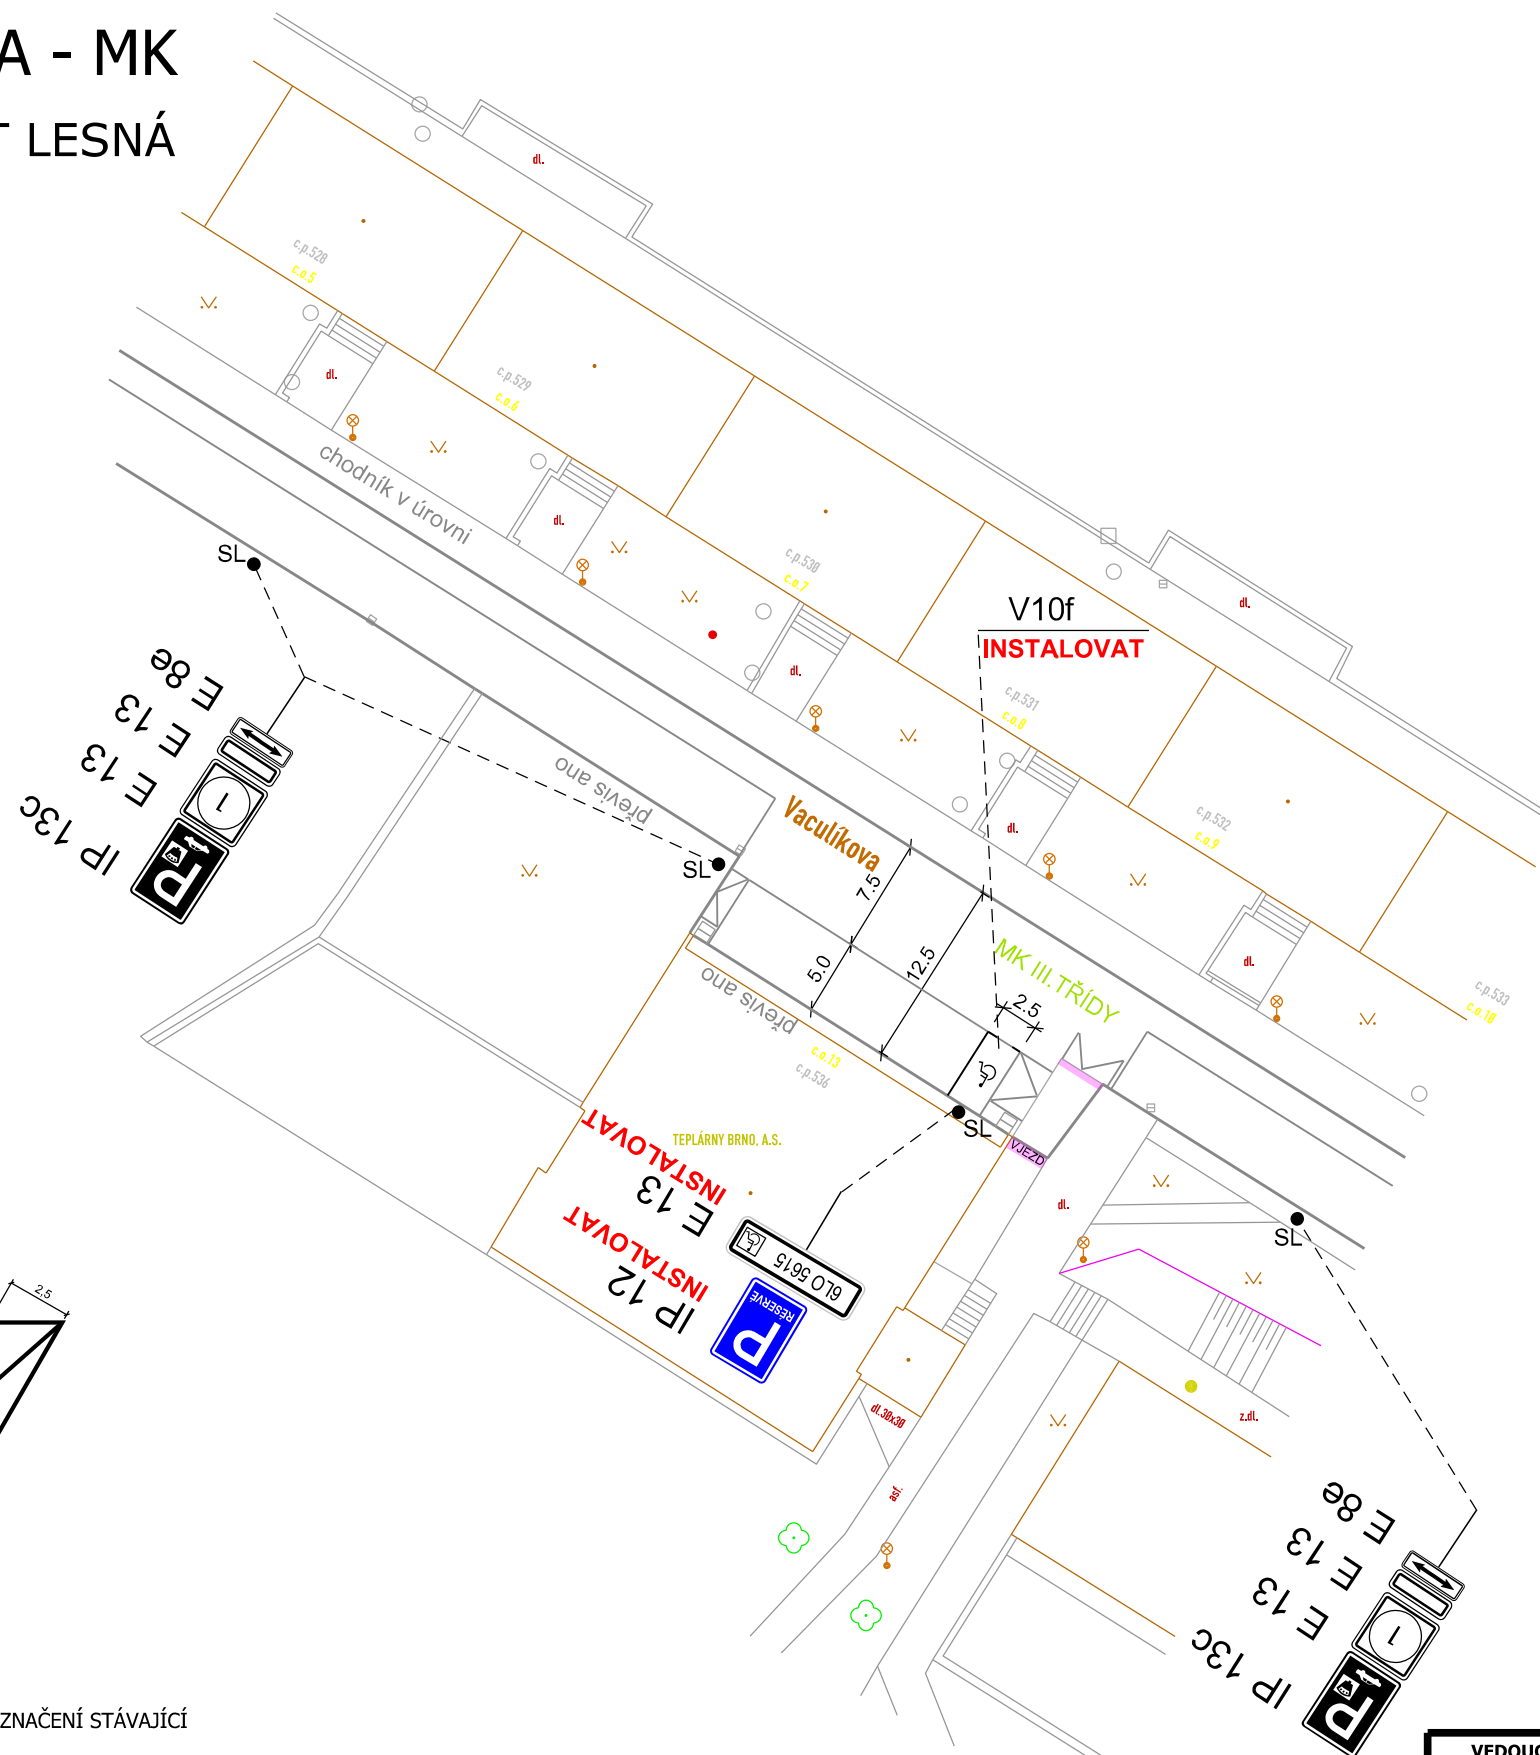 A - MK
T LESNÁ
dl.
c.p.528
c.o.5
dl.
c.p.529
c.o.6
chodník v úrovni
dl.
c.p.530
c.o.7
SL
dl.
V10f
INSTALOVAT
dl.
c.p.531
c.o.8
E 8e
E 13
E 13
IP 13c
1
P
převis ano
Vaculíkova
SL
7.5
5.0
12.5
dl.
c.p.532
c.o.9
MK III.TŘÍDY
2.5
dl.
c.p.533
c.o.10
převis ano
c.o.13
c.p.536
SL
VJEZD
TEPLÁRNY BRNO, A.S.
INSTALOVAT
E 13
INSTALOVAT
IP 12
6LO 5615
RÉSERVÉ
P
dl.
SL
2,5
dl.30x30
z.dl.
asf.
E 8e
E 13
E 13
IP 13c
1
P
ZNAČENÍ STÁVAJÍCÍ